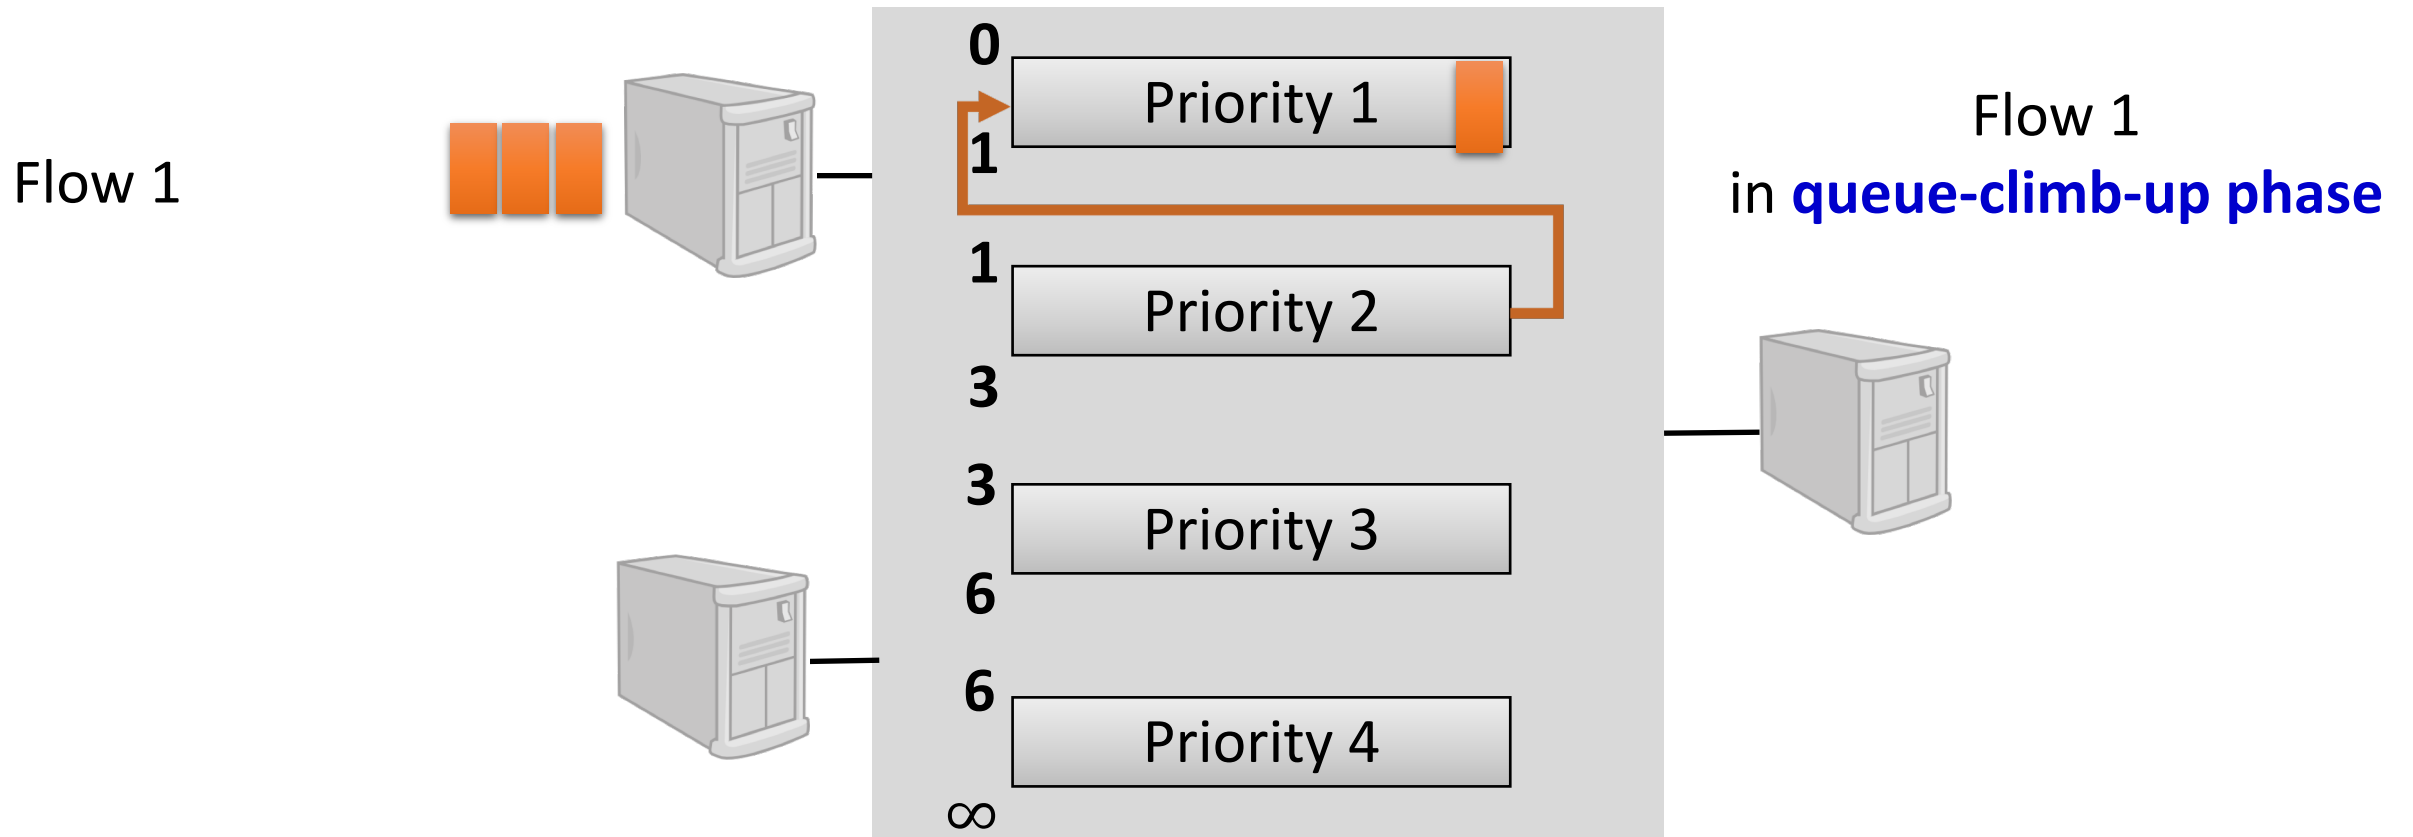 Flow 1
0
Priority 1
1
Flow 1
in queue-climb-up phase
1
Priority 2
3
3
Priority 3
6
6
Priority 4
∞